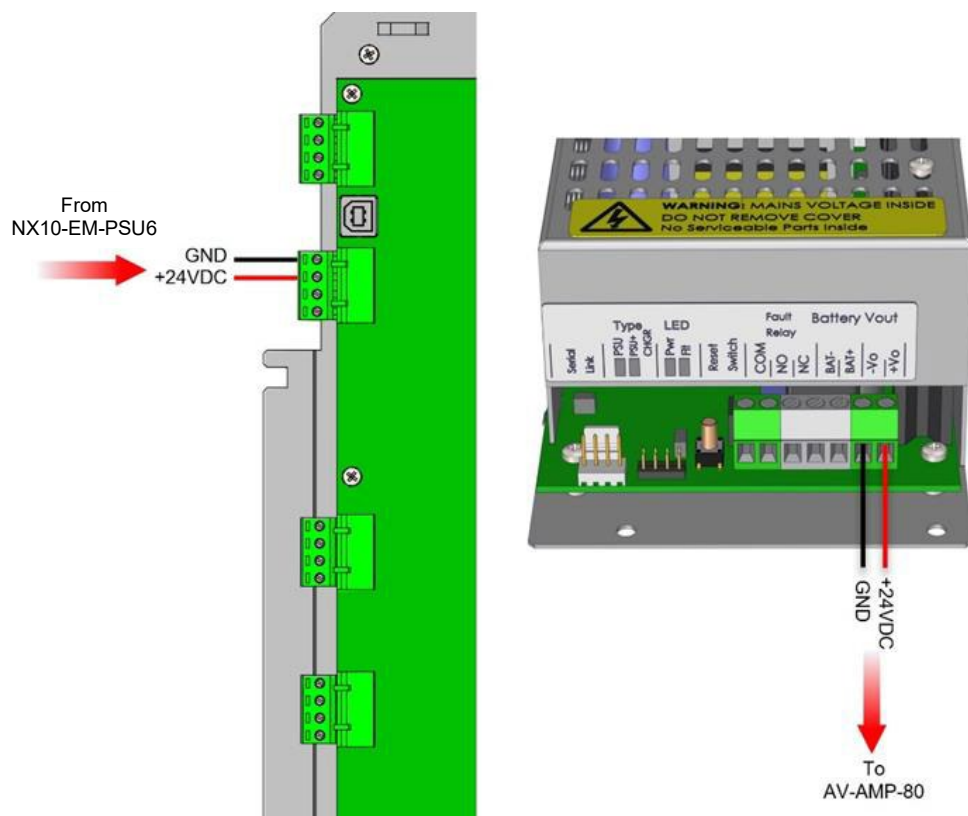 From
NX10-EM-PSU6
GND
+24VDC
WARNING: MAINS VOLTAGE INSIDE
DO NOT REMOVE COVER
No Serviceable Parts Inside
Serial
Link
Type
PSU
PSU+
CHGR
LED
Pwr
Flt
Reset
Switch
Fault
Relay
COM
NO
NC
Battery Vout
BAT-
BAT+
-Vo
+Vo
GND
+24VDC
To
AV-AMP-80